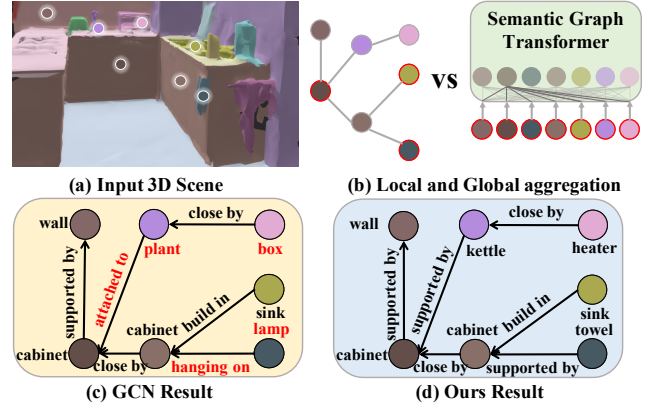 Semantic Graph
Transformer
vs
(a) Input 3D Scene
(b) Local and Global aggregation
wall
close by
plant
box
supported by
attached to
build in
sink
cabinet
lamp
cabinet
close by
hanging on
(c) GCN Result
wall
close by
kettle
heater
supported by
supported by
build in
sink
cabinet
towel
cabinet
close by
supported by
(d) Ours Result